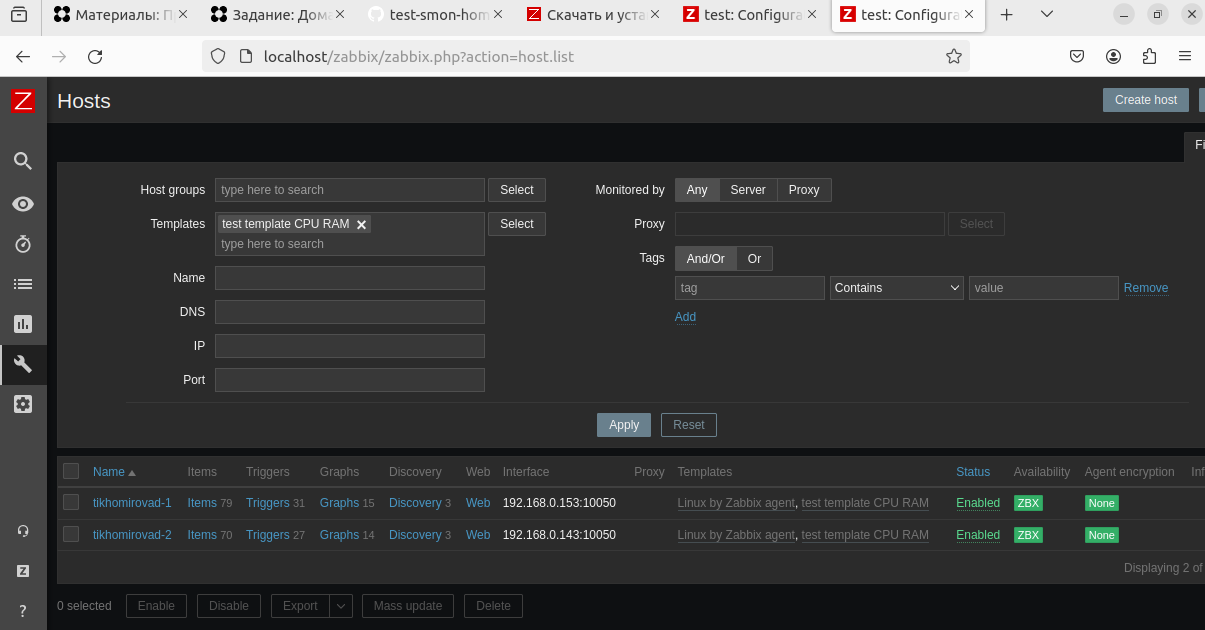 Материалы: П
Задание: Дома
test-smon-hom
Скачать и уста
test: Configura
test: Configura
localhost/zabbix/zabbix.php?action=host.list
Z
Hosts
Create host
Fi
Host groups type here to search Select
Monitored by Any Server Proxy
Templates test template CPU RAM Select
type here to search
Proxy Select
Name
Tags And/Or Or
DNS
tag Contains value Remove
IP
Add
Port
Apply Reset
Name Items Triggers Graphs Discovery Web Interface Proxy Templates Status Availability Agent encryption Inf
tikhomirovad-1 Items 79 Triggers 31 Graphs 15 Discovery 3 Web 192.168.0.153:10050 Linux by Zabbix agent, test template CPU RAM Enabled ZBX None
tikhomirovad-2 Items 70 Triggers 27 Graphs 14 Discovery 3 Web 192.168.0.143:10050 Linux by Zabbix agent, test template CPU RAM Enabled ZBX None
Displaying 2 of
0 selected Enable Disable Export Mass update Delete
Z
?